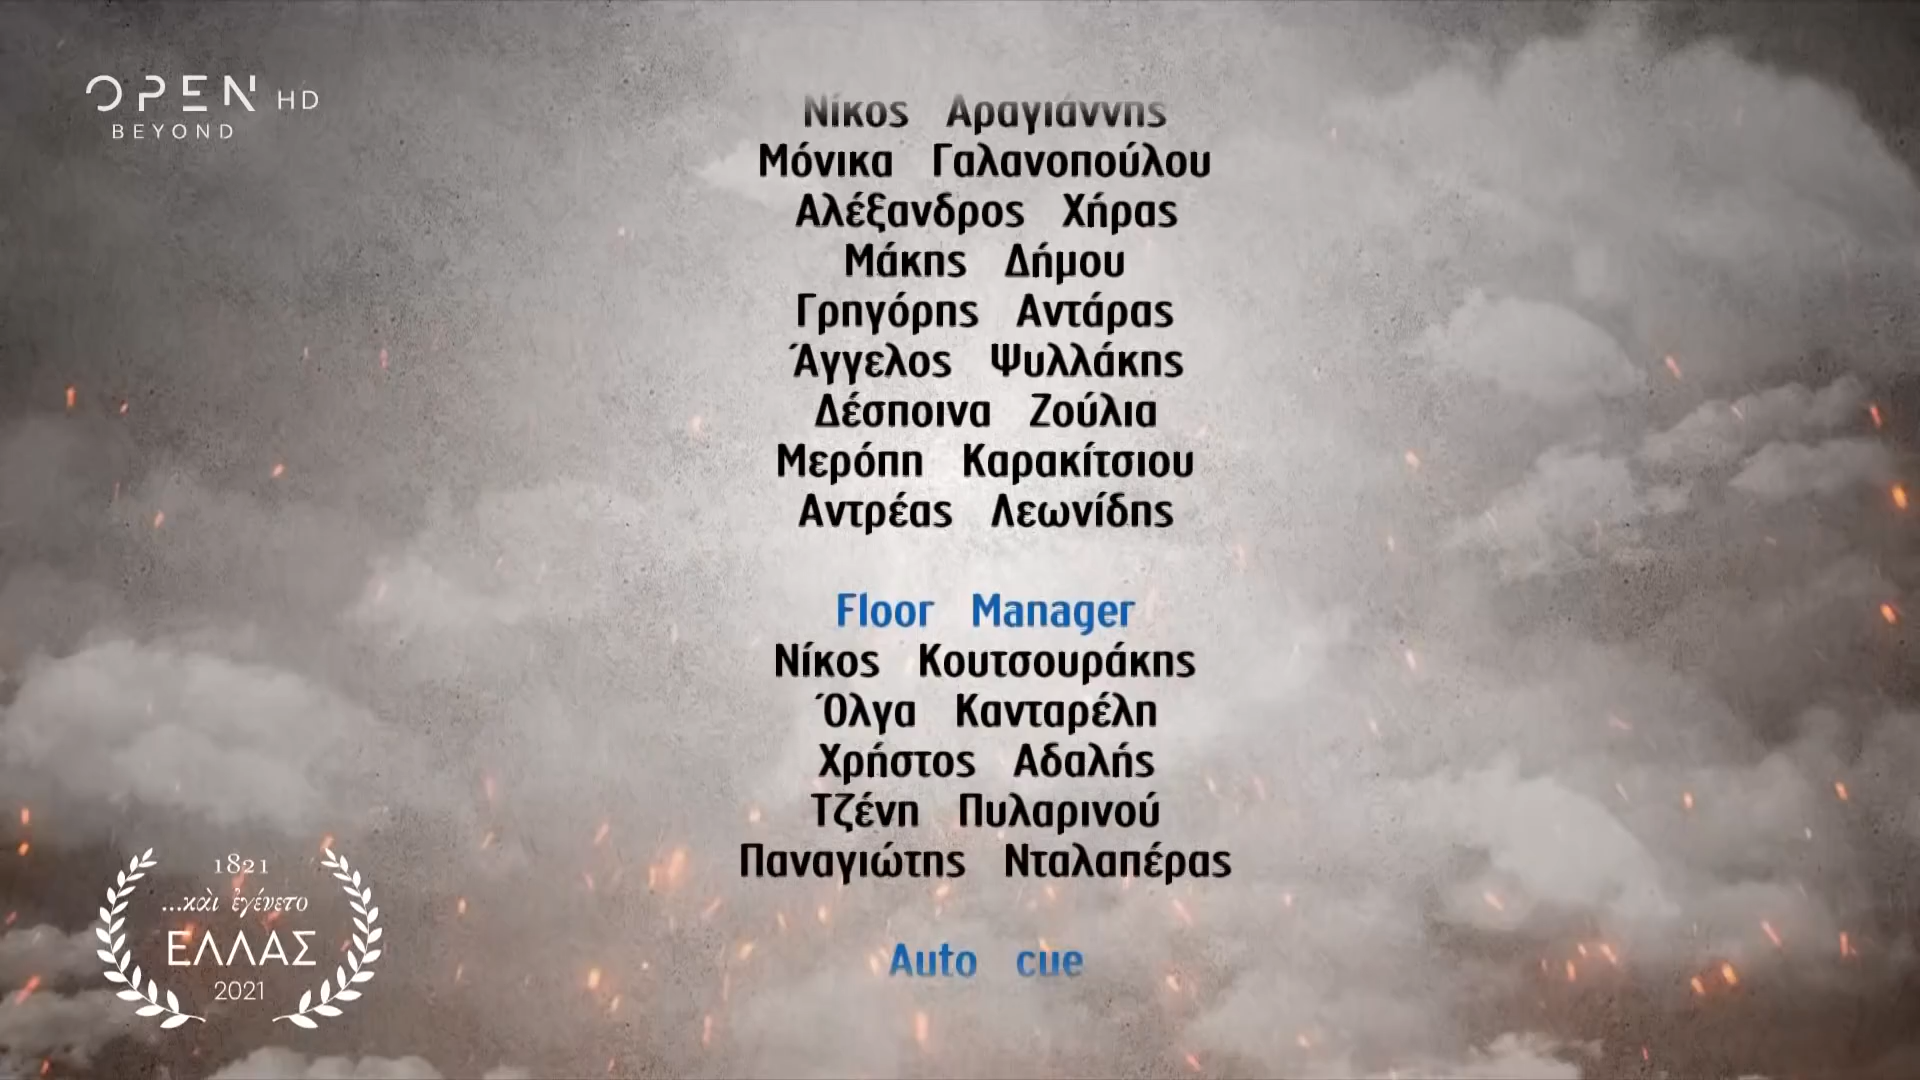 OPEN HD
BEYOND
Νίκος Αραγιάννης
Μόνικα Γαλανοπούλου
Αλέξανδρος Χήρας
Μάκης Δήμου
Γρηγόρης Αντάρας
Άγγελος Ψυλλάκης
Δέσποινα Ζούλια
Μερόπη Καρακίτσιου
Αντρέας Λεωνίδης
Floor Manager
Νίκος Κουτσουράκης
Όλγα Κανταρέλη
Χρήστος Αδαλής
Τζένη Πυλαρινού
Παναγιώτης Νταλαπέρας
Auto cue
1821
...καὶ ἐγένετο
ΕΛΛΑΣ
2021